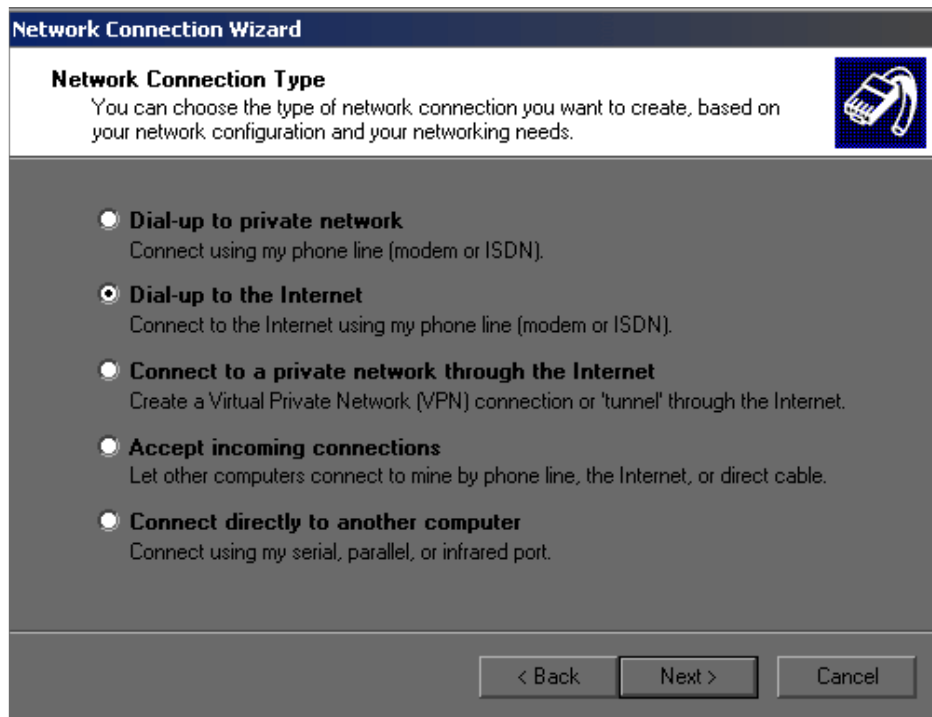 Network Connection Wizard
Network Connection Type
You can choose the type of network connection you want to create, based on
your network configuration and your networking needs.
Dial-up to private network
Connect using my phone line (modem or ISDN).
Dial-up to the Internet
Connect to the Internet using my phone line (modem or ISDN).
Connect to a private network through the Internet
Create a Virtual Private Network (VPN) connection or 'tunnel' through the Internet.
Accept incoming connections
Let other computers connect to mine by phone line, the Internet, or direct cable.
Connect directly to another computer
Connect using my serial, parallel, or infrared port.
< Back Next > Cancel